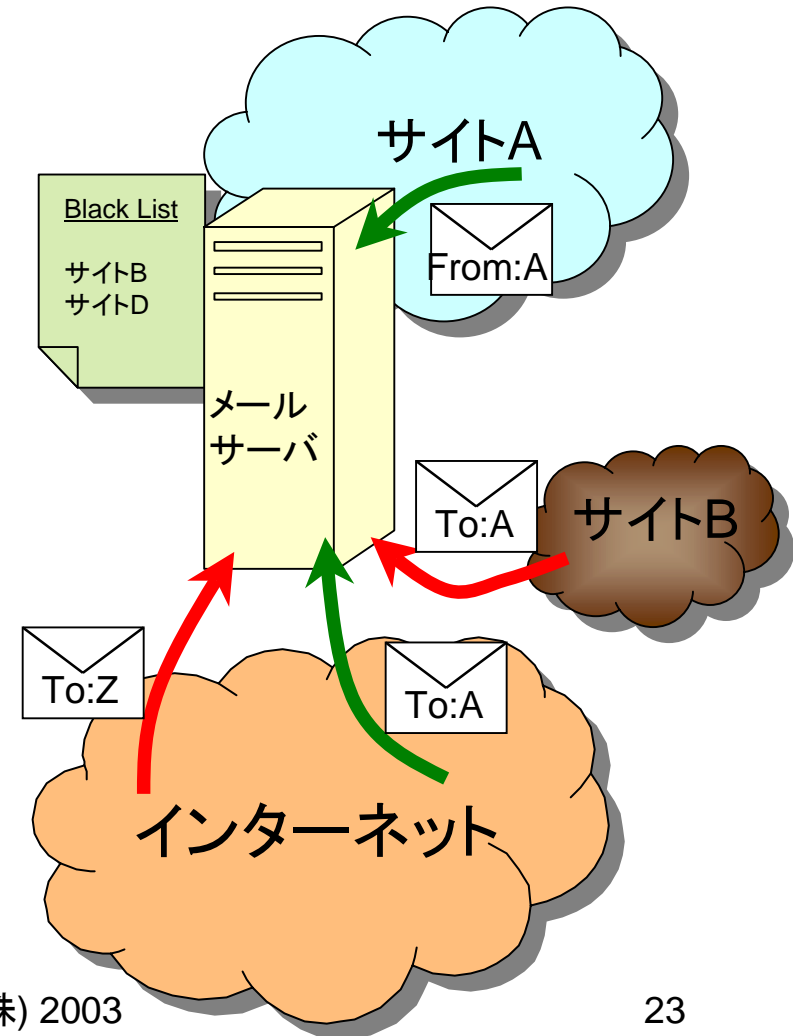 サイトA
Black List
サイトB
サイトD
From:A
メール
サーバ
To:A
サイトB
To:Z
To:A
インターネット
株) 2003
23